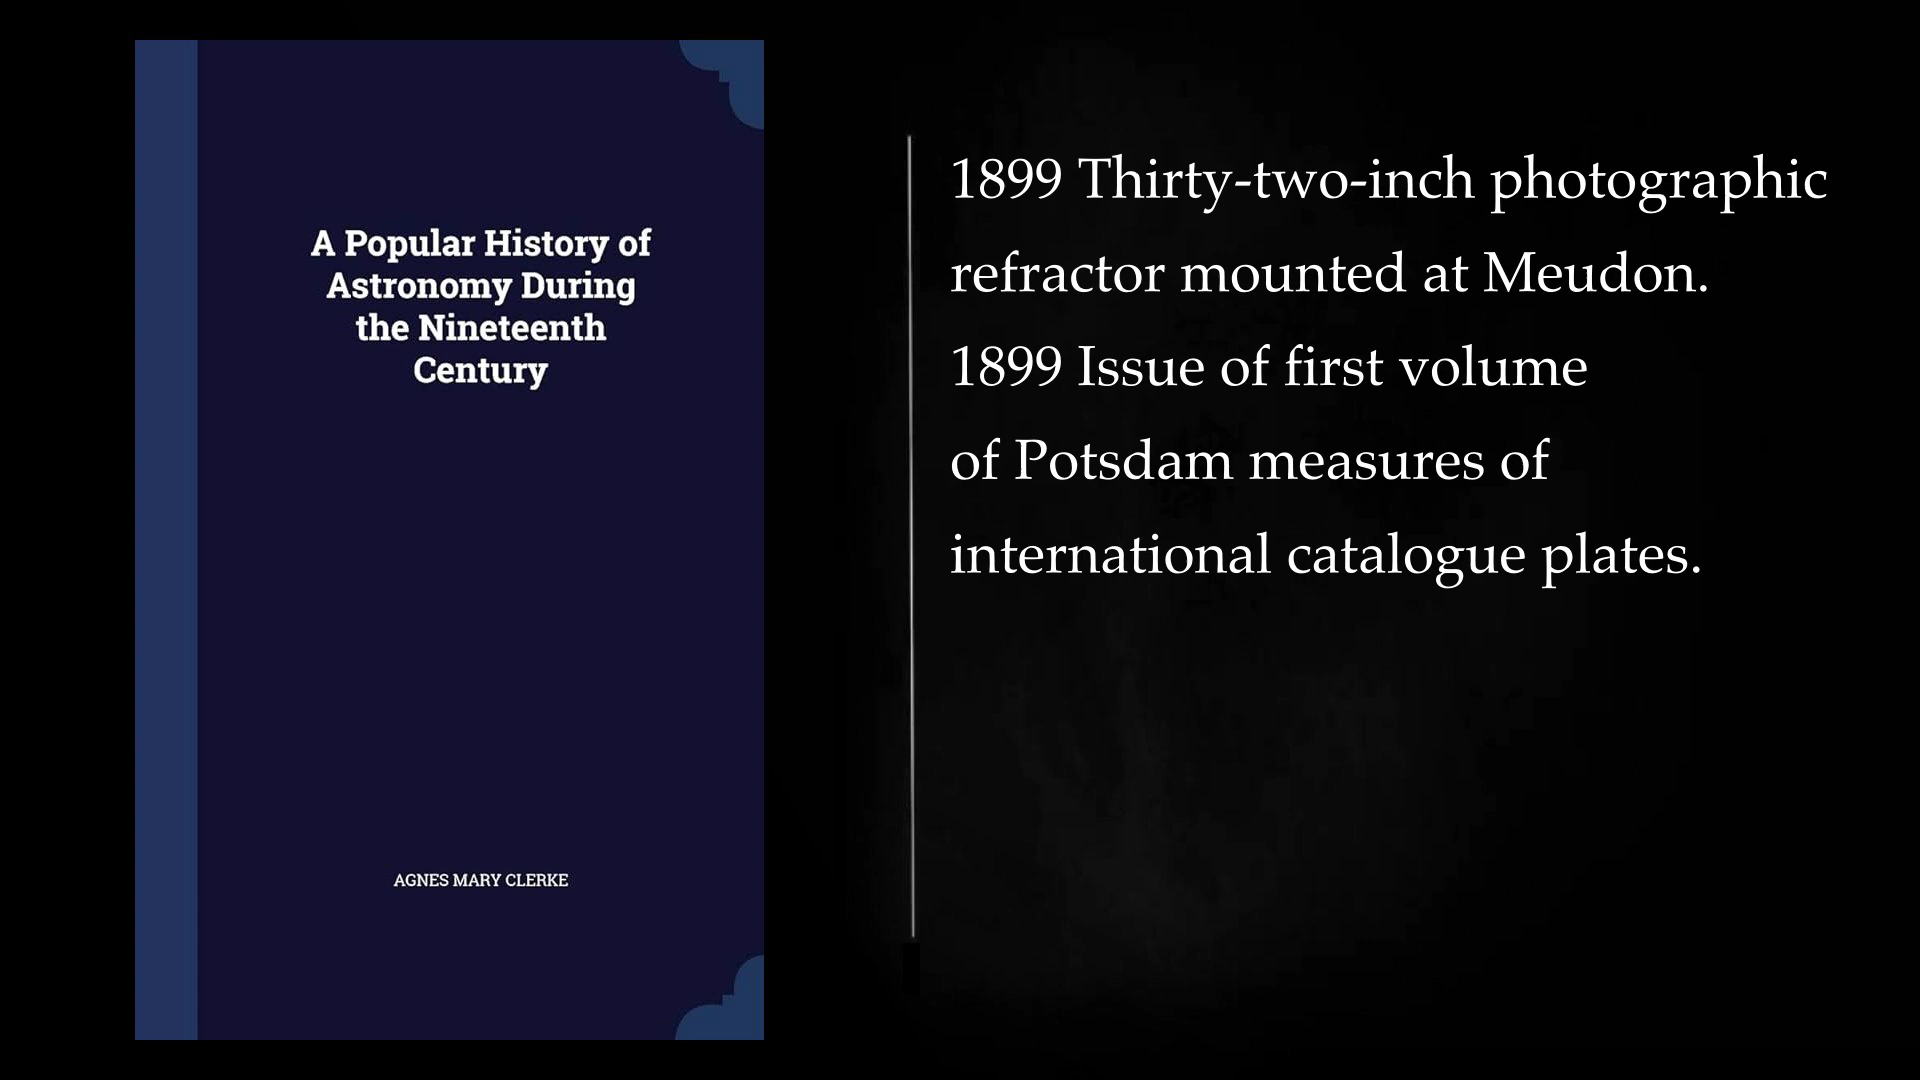 A Popular History of
Astronomy During
the Nineteenth
Century
AGNES MARY CLERKE
1899 Thirty-two-inch photographic
refractor mounted at Meudon.
1899 Issue of first volume
of Potsdam measures of
international catalogue plates.